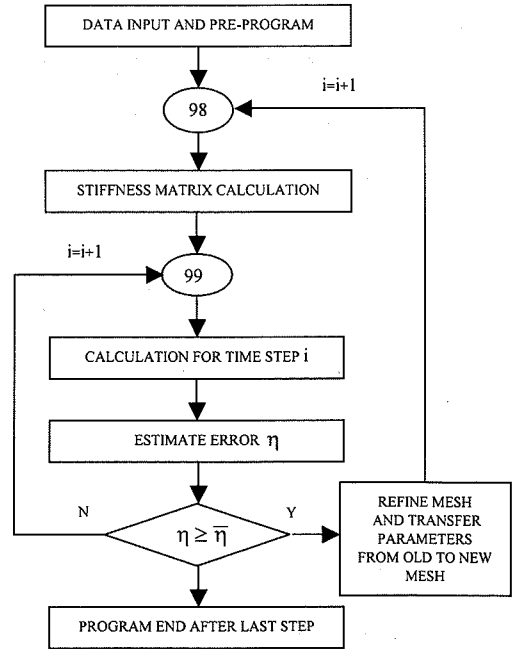 DATA INPUT AND PRE-PROGRAM
i=i+1
98
STIFFNESS MATRIX CALCULATION
i=i+1
99
CALCULATION FOR TIME STEP i
ESTIMATE ERROR η
N
η ≥ η̅
Y
REFINE MESH
AND TRANSFER
PARAMETERS
FROM OLD TO NEW
MESH
PROGRAM END AFTER LAST STEP